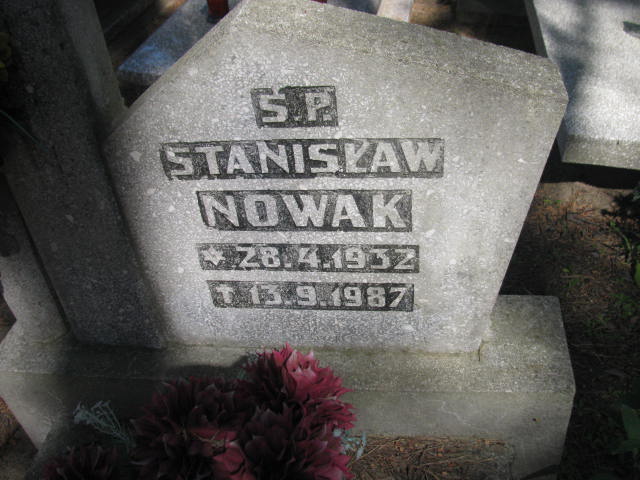 Ś.P.
STANISŁAW
NOWAK
* 28.4.1932
† 13.9.1987